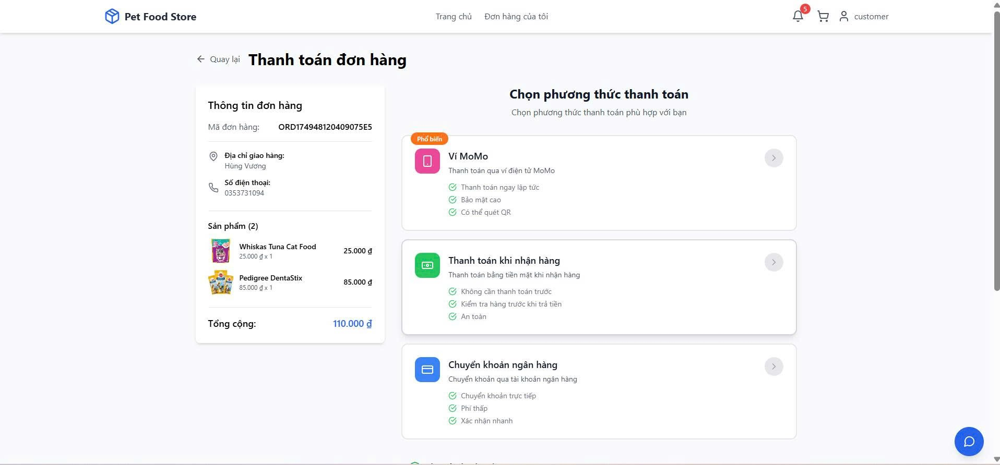 Pet Food Store
Trang chủ
Đơn hàng của tôi
5
customer
Quay lại
Thanh toán đơn hàng
Thông tin đơn hàng
Mã đơn hàng: ORD174948120409075E5
Địa chỉ giao hàng:
Hùng Vương
Số điện thoại:
0353731094
Sản phẩm (2)
Whiskas Tuna Cat Food
25.000 ₫ x 1
25.000 ₫
Pedigree DentaStix
85.000 ₫ x 1
85.000 ₫
Tổng cộng: 110.000 ₫
Chọn phương thức thanh toán
Chọn phương thức thanh toán phù hợp với bạn
Phổ biến
Ví MoMo
Thanh toán qua ví điện tử MoMo
Thanh toán ngay lập tức
Bảo mật cao
Có thể quét QR
Thanh toán khi nhận hàng
Thanh toán bằng tiền mặt khi nhận hàng
Không cần thanh toán trước
Kiểm tra hàng trước khi trả tiền
An toàn
Chuyển khoản ngân hàng
Chuyển khoản qua tài khoản ngân hàng
Chuyển khoản trực tiếp
Phí thấp
Xác nhận nhanh